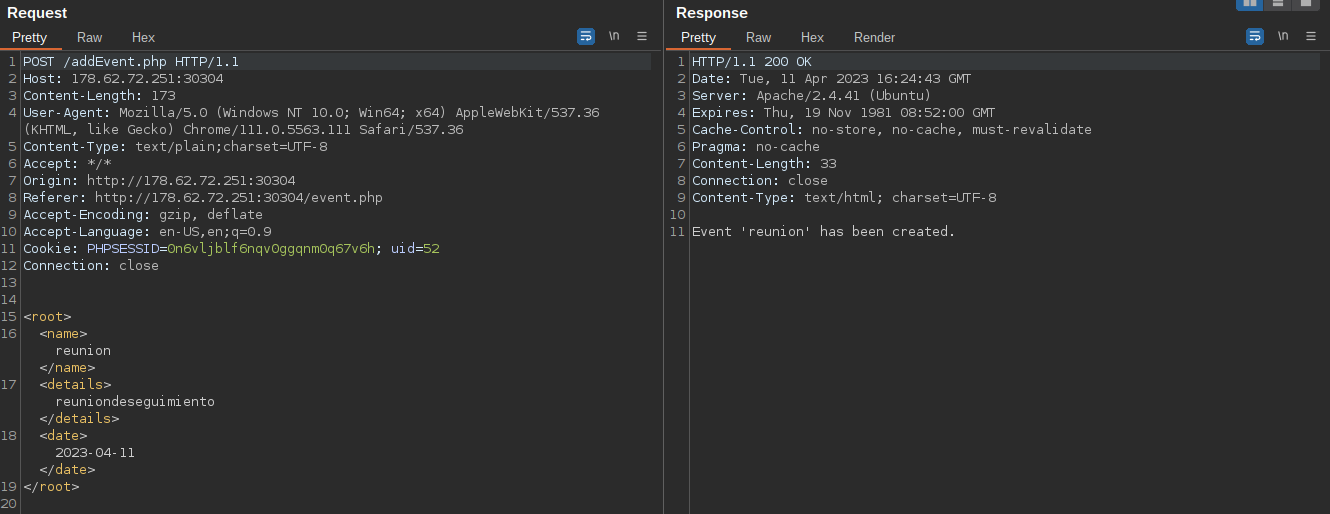 Request
Pretty Raw Hex
\n
1 POST /addEvent.php HTTP/1.1
2 Host: 178.62.72.251:30304
3 Content-Length: 173
4 User-Agent: Mozilla/5.0 (Windows NT 10.0; Win64; x64) AppleWebKit/537.36
(KHTML, like Gecko) Chrome/111.0.5563.111 Safari/537.36
5 Content-Type: text/plain;charset=UTF-8
6 Accept: */*
7 Origin: http://178.62.72.251:30304
8 Referer: http://178.62.72.251:30304/event.php
9 Accept-Encoding: gzip, deflate
10 Accept-Language: en-US,en;q=0.9
11 Cookie: PHPSESSID=0n6vljblf6nqv0ggqnm0q67v6h; uid=52
12 Connection: close
13
14
15 <root>
16 <name>
reunion
</name>
17 <details>
reuniondeseguimiento
</details>
18 <date>
2023-04-11
</date>
19 </root>
20
Response
Pretty Raw Hex Render
\n
1 HTTP/1.1 200 OK
2 Date: Tue, 11 Apr 2023 16:24:43 GMT
3 Server: Apache/2.4.41 (Ubuntu)
4 Expires: Thu, 19 Nov 1981 08:52:00 GMT
5 Cache-Control: no-store, no-cache, must-revalidate
6 Pragma: no-cache
7 Content-Length: 33
8 Connection: close
9 Content-Type: text/html; charset=UTF-8
10
11 Event 'reunion' has been created.